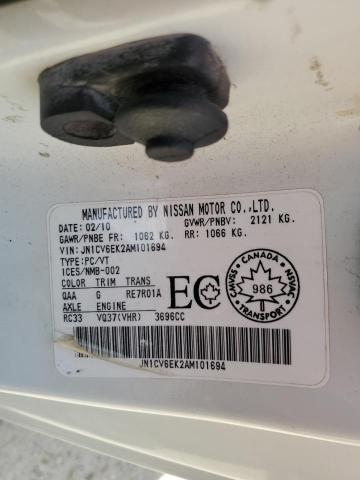 MANUFACTURED BY NISSAN MOTOR CO.,LTD.
DATE: 02/10 GVWR/PNBV: 2121 KG.
GAWR/PNBE FR: 1062 KG. RR: 1066 KG.
VIN: JN1CV6EK2AM101694
TYPE: PC/VT
ICES/NMB-002
COLOR TRIM TRANS
QAA G RE7R01A
AXLE ENGINE
RC33 VQ37(VHR) 3696CC
EC
CANADA
CMVSS NSVAC
986
TRANSPORT
JN1CV6EK2AM101694